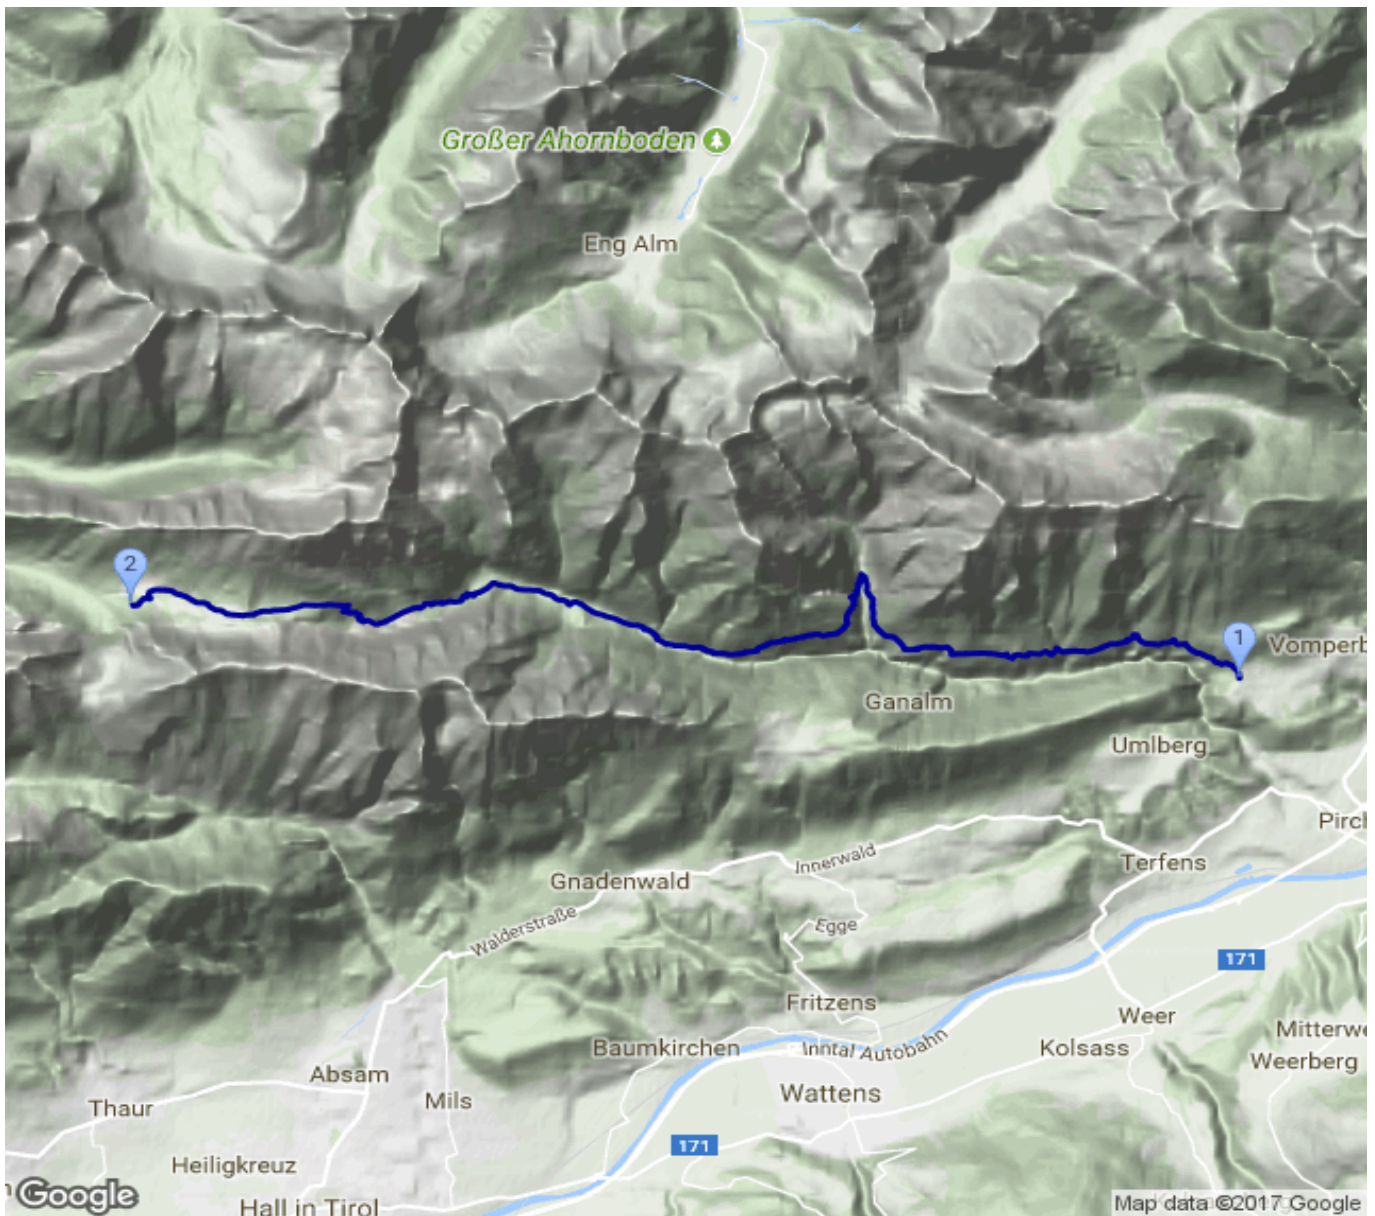 Großer Ahornboden
Eng Alm
2
1
Vomperb
Ganalm
Umlberg
Pirch
Innerwald
Terfens
Gnadenwald
Egge
Walderstraße
171
Fritzens
Weer
Mitterwe
Baumkirchen
Inntal Autobahn
Kolsass
Weerberg
Absam
Wattens
Mils
Thaur
171
Heiligkreuz
Google
Hall in Tirol
Map data ©2017 Google